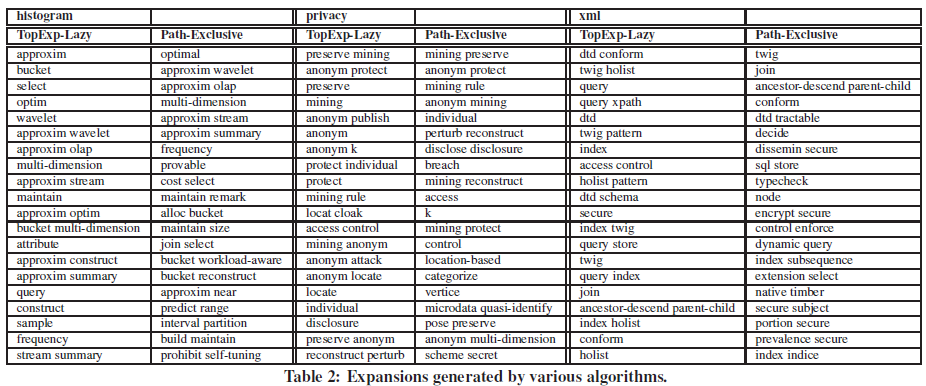 histogram privacy xml
TopExp-Lazy Path-Exclusive TopExp-Lazy Path-Exclusive TopExp-Lazy Path-Exclusive
approxim optimal preserve mining mining preserve dtd conform twig
bucket approxim wavelet anonym protect anonym protect twig holist join
select approxim olap preserve mining rule query ancestor-descend parent-child
optim multi-dimension mining anonym mining query xpath conform
wavelet approxim stream anonym publish individual dtd dtd tractable
approxim wavelet approxim summary anonym perturb reconstruct twig pattern decide
approxim olap frequency anonym k disclose disclosure index dissemin secure
multi-dimension provable protect individual breach access control sql store
approxim stream cost select protect mining reconstruct holist pattern typecheck
maintain maintain remark mining rule access dtd schema node
approxim optim alloc bucket locat cloak k secure encrypt secure
bucket multi-dimension maintain size access control mining protect index twig control enforce
attribute join select mining anonym control query store dynamic query
approxim construct bucket workload-aware anonym attack location-based twig index subsequence
approxim summary bucket reconstruct anonym locate categorize query index extension select
query approxim near locate vertice join native timber
construct predict range individual microdata quasi-identify ancestor-descend parent-child secure subject
sample interval partition disclosure pose preserve index holist portion secure
frequency build maintain preserve anonym anonym multi-dimension conform prevalence secure
stream summary prohibit self-tuning reconstruct perturb scheme secret holist index indice
Table 2: Expansions generated by various algorithms.